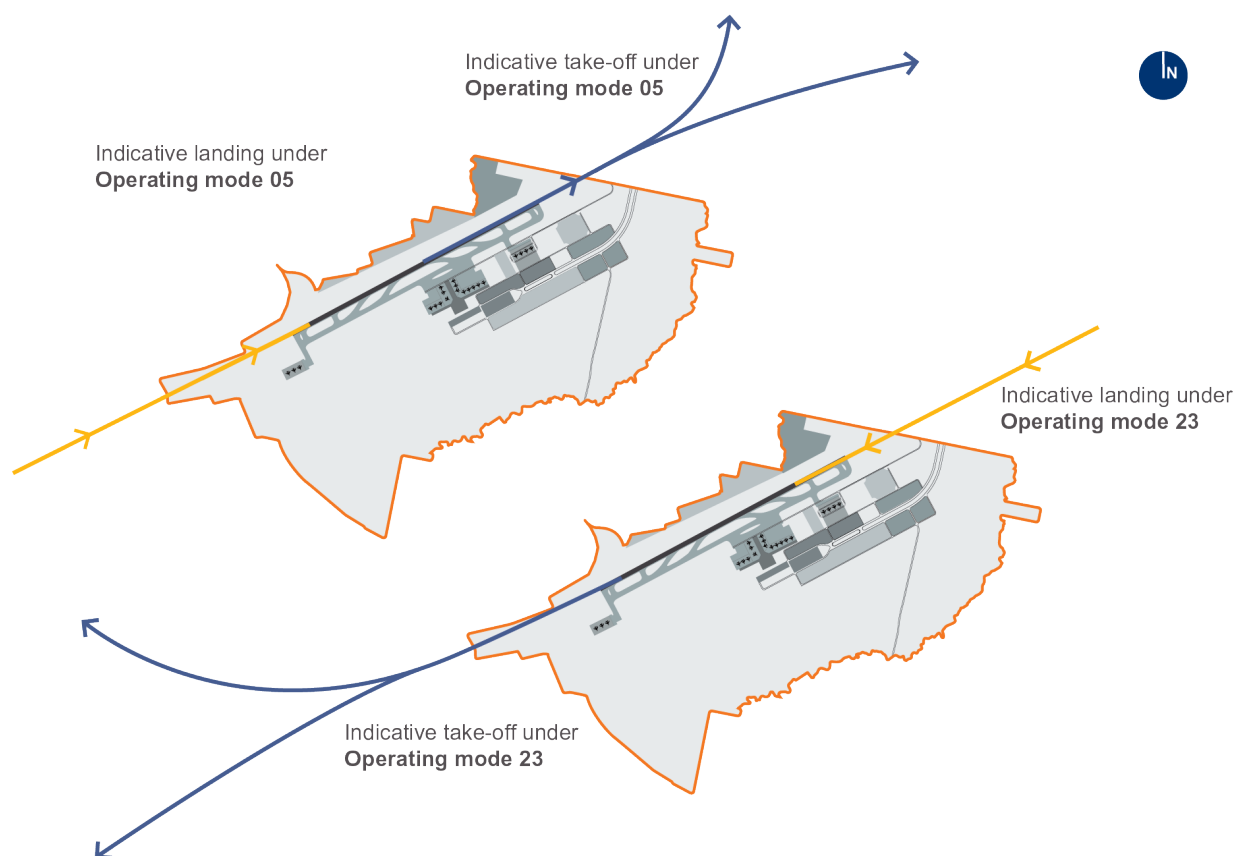 Indicative take-off under
Operating mode 05
N
Indicative landing under
Operating mode 05
Indicative landing under
Operating mode 23
Indicative take-off under
Operating mode 23